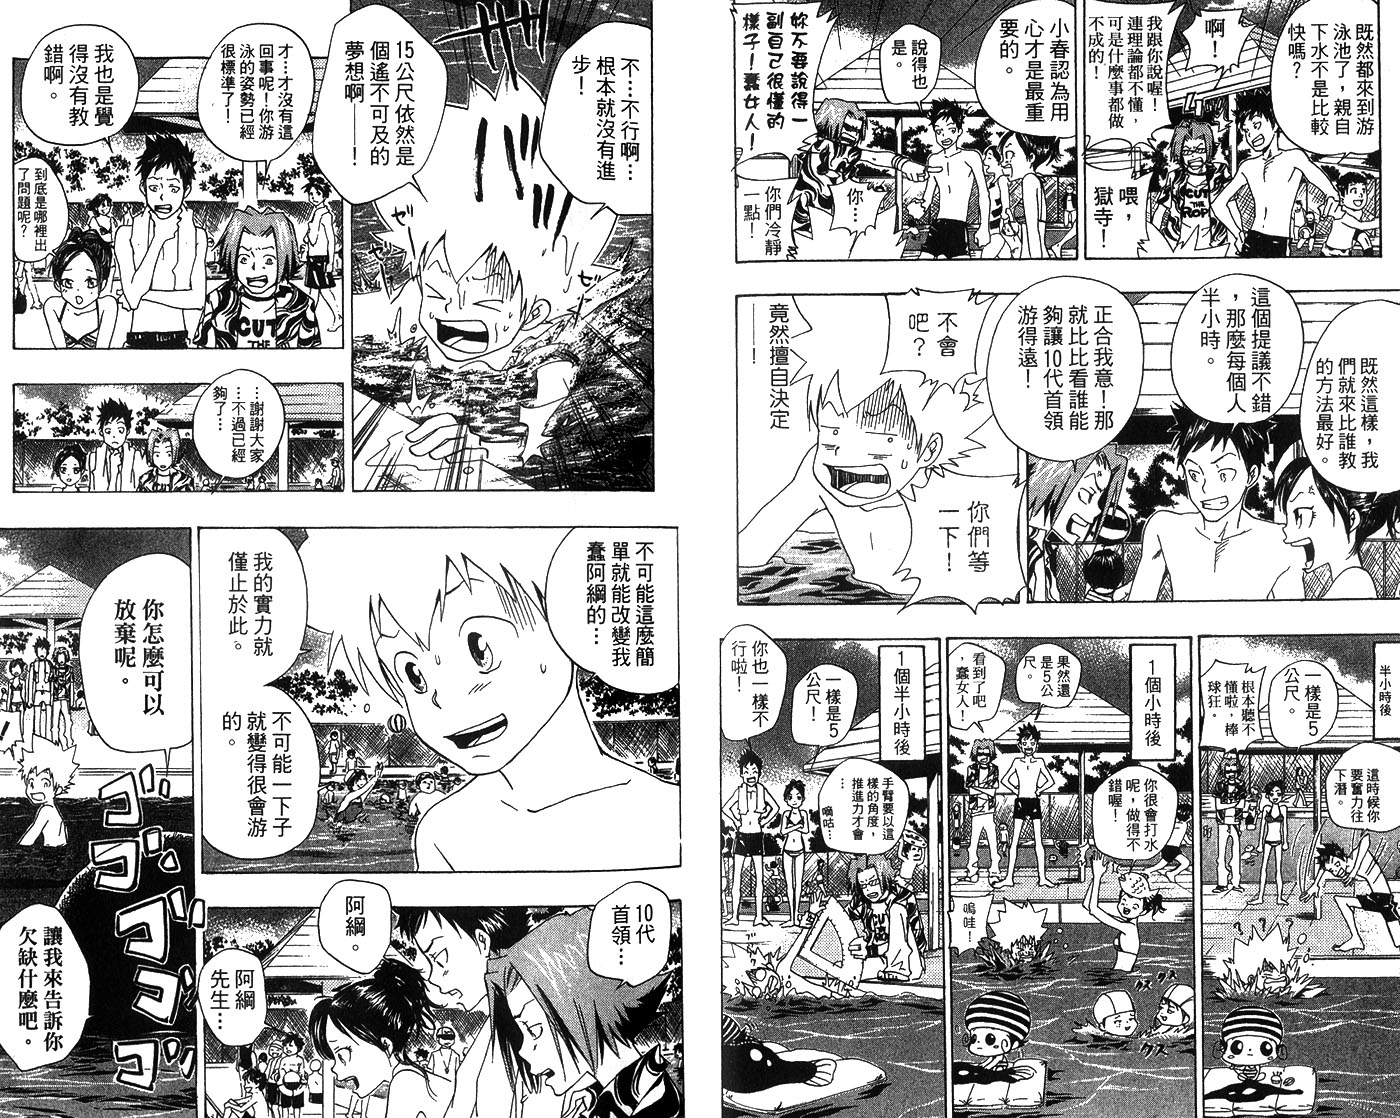 既然都來到游
泳池了，親自
下水不是比較
快嗎？
啊！
我跟你說喔！
連理論都不懂，
可是什麼事都做
不成的！
喂，
獄寺！
CUT
THE
ROP
小春認為用
心才是最重
要的。
說得也
是。
妳不要說得一
副自己很懂的
樣子！蠢女人！
你…
你們冷靜
一點！
既然這樣，我
們就來比誰教
的方法最好。
這個提議不錯
，那麼每個人
半小時。
正合我意！那
就比比看誰能
夠讓10代首領
游得遠！
不會
吧？
你們等
一下！
竟然擅自決定
——！
半小時後
這時候你
要奮力往
下潛。
一樣是5
公尺。
根本聽不
懂啦，棒
球狂。
1個小時後
你很會打水
呢，做得不
錯喔！
果然還
是5公
尺。
看到了吧
，蠢女人！
嗚哇！
クス
クス
1個半小時後
手臂要以這
樣的角度，
推進力才會
…
嘀咕…
一樣是5
公尺！
你也一樣不
行啦！
不…不行啊…
根本就沒有進
步！
15公尺依然是
個遙不可及的
夢想啊——！
ゼェ
ゼェ
才…才沒有這
回事呢！你游
泳的姿勢已經
很標準了！
我也是覺
得沒有教
錯啊。
到底是哪裡出
了問題呢？
CUT
THE
…謝謝大家
…不過已經
夠了…
不可能這麼簡
單就能改變我
蠢阿綱的…
我的實力就
僅止於此。
不可能一下子
就變得很會游
的。
10代
首領…
阿綱。
阿綱
先生…
你怎麼可以
放棄呢。
!!
ゴゴゴゴゴ
讓我來告訴你
欠缺什麼吧。